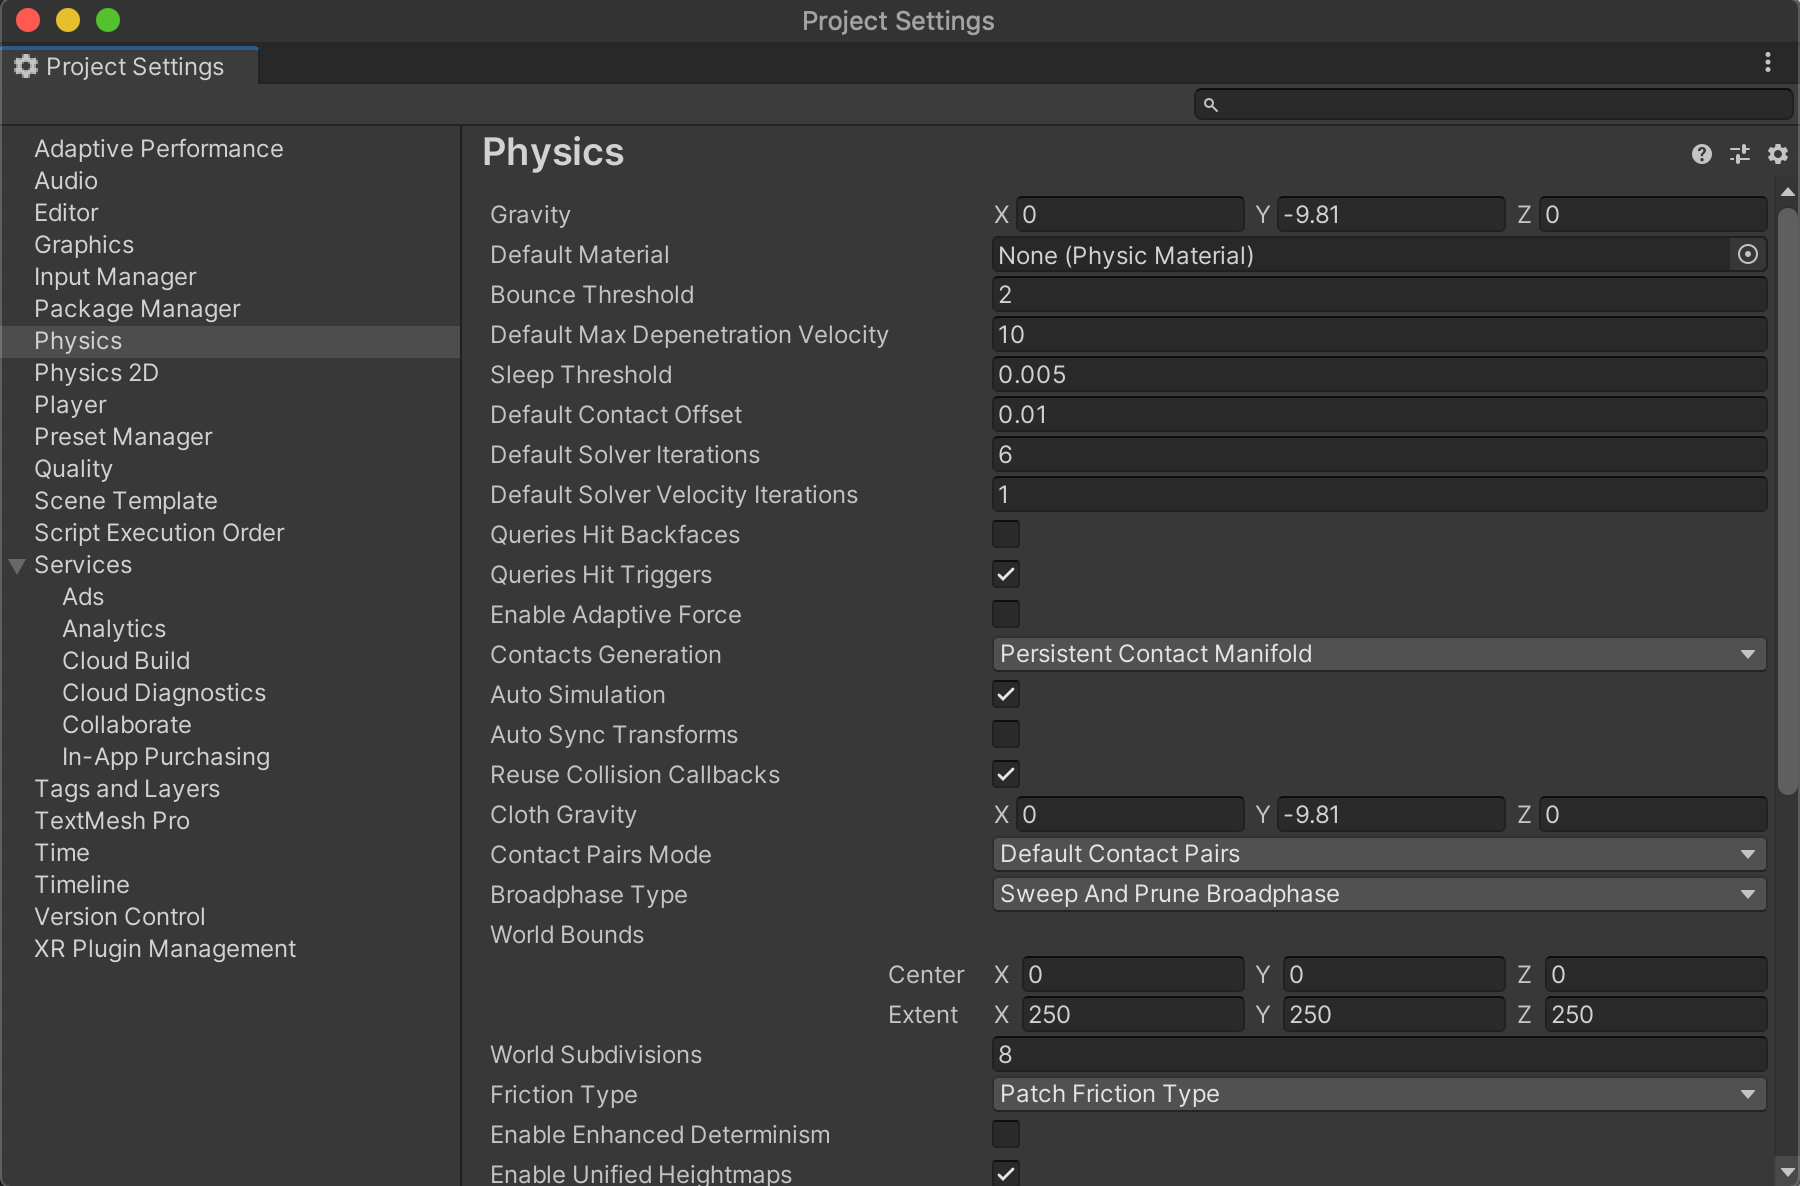 Project Settings
Project Settings
Adaptive Performance
Audio
Editor
Graphics
Input Manager
Package Manager
Physics
Physics 2D
Player
Preset Manager
Quality
Scene Template
Script Execution Order
Services
Ads
Analytics
Cloud Build
Cloud Diagnostics
Collaborate
In-App Purchasing
Tags and Layers
TextMesh Pro
Time
Timeline
Version Control
XR Plugin Management
Physics
Gravity X 0 Y -9.81 Z 0
Default Material None (Physic Material)
Bounce Threshold 2
Default Max Depenetration Velocity 10
Sleep Threshold 0.005
Default Contact Offset 0.01
Default Solver Iterations 6
Default Solver Velocity Iterations 1
Queries Hit Backfaces
Queries Hit Triggers
Enable Adaptive Force
Contacts Generation Persistent Contact Manifold
Auto Simulation
Auto Sync Transforms
Reuse Collision Callbacks
Cloth Gravity X 0 Y -9.81 Z 0
Contact Pairs Mode Default Contact Pairs
Broadphase Type Sweep And Prune Broadphase
World Bounds
Center X 0 Y 0 Z 0
Extent X 250 Y 250 Z 250
World Subdivisions 8
Friction Type Patch Friction Type
Enable Enhanced Determinism
Enable Unified Heightmaps